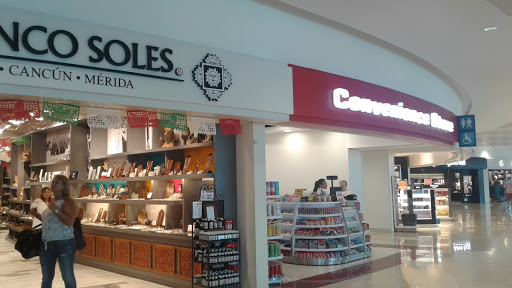 NCO SOLES
· CANCÚN · MÉRIDA
Convenience Store